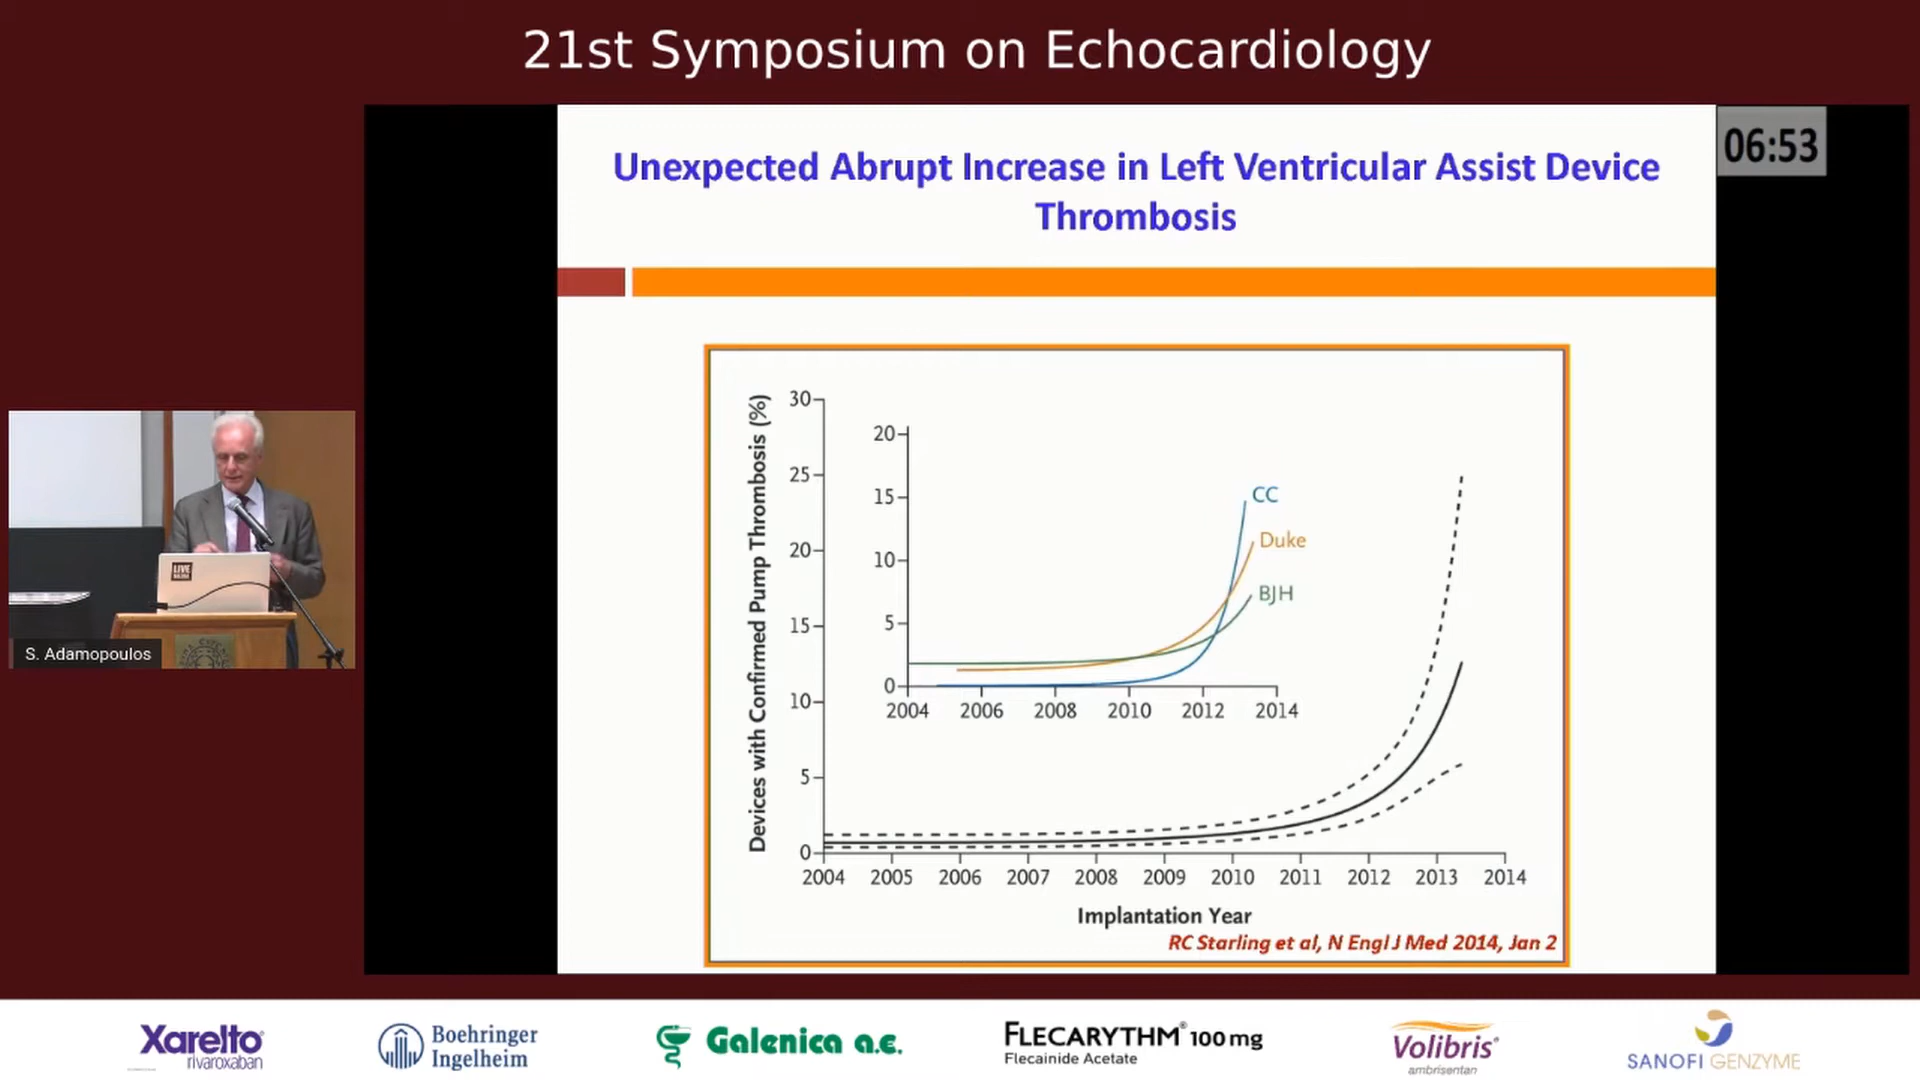 21st Symposium on Echocardiology
Unexpected Abrupt Increase in Left Ventricular Assist Device
Thrombosis
06:53
Devices with Confirmed Pump Thrombosis (%)
30
25
20
15
10
5
0
20
15
10
5
0
CC
Duke
BJH
2004 2006 2008 2010 2012 2014
2004 2005 2006 2007 2008 2009 2010 2011 2012 2013 2014
Implantation Year
RC Starling et al, N Engl J Med 2014, Jan 2
LIVE
S. Adamopoulos
Xarelto®
rivaroxaban
Boehringer
Ingelheim
Galenica a.e.
FLECARYTHM® 100 mg
Flecainide Acetate
Volibris®
ambrisentan
SANOFI GENZYME